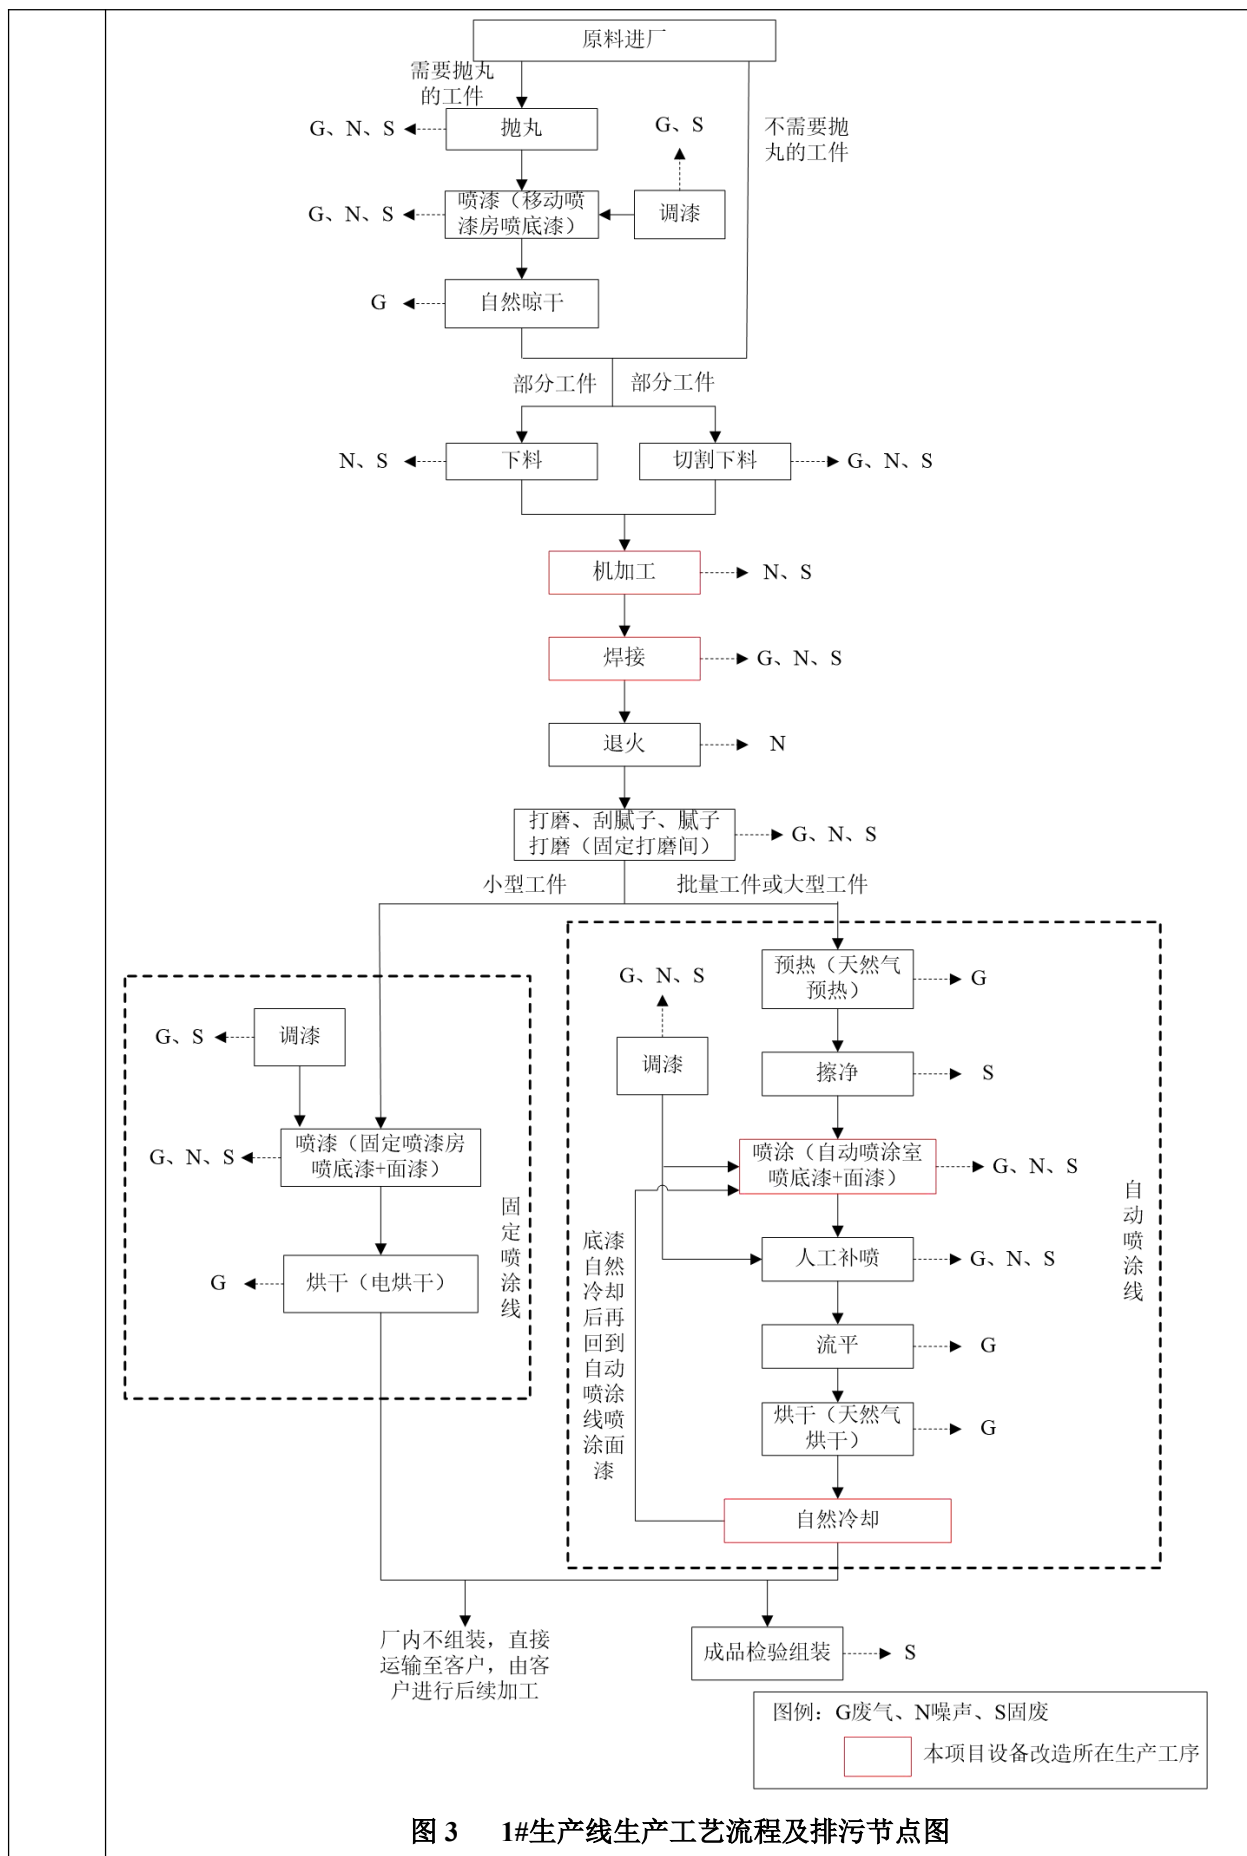 原料进厂
需要抛丸
的工件
G、N、S
抛丸
G、S
不需要抛
丸的工件
G、N、S
喷漆（移动喷
漆房喷底漆）
调漆
G
自然晾干
部分工件
部分工件
N、S
下料
切割下料
G、N、S
机加工
N、S
焊接
G、N、S
退火
N
打磨、刮腻子、腻子
打磨（固定打磨间）
G、N、S
小型工件
批量工件或大型工件
G、S
调漆
G、N、S
喷漆（固定喷漆房
喷底漆+面漆）
G
烘干（电烘干）
固
定
喷
涂
线
G、N、S
调漆
预热（天然气
预热）
G
擦净
S
喷涂（自动喷涂室
喷底漆+面漆）
G、N、S
人工补喷
G、N、S
流平
G
烘干（天然气
烘干）
G
自然冷却
底漆
自然
冷却
后再
回到
自动
喷涂
线喷
涂面
漆
自
动
喷
涂
线
厂内不组装，直接
运输至客户，由客
户进行后续加工
成品检验组装
S
图例：G废气、N噪声、S固废
本项目设备改造所在生产工序
图 3 1#生产线生产工艺流程及排污节点图